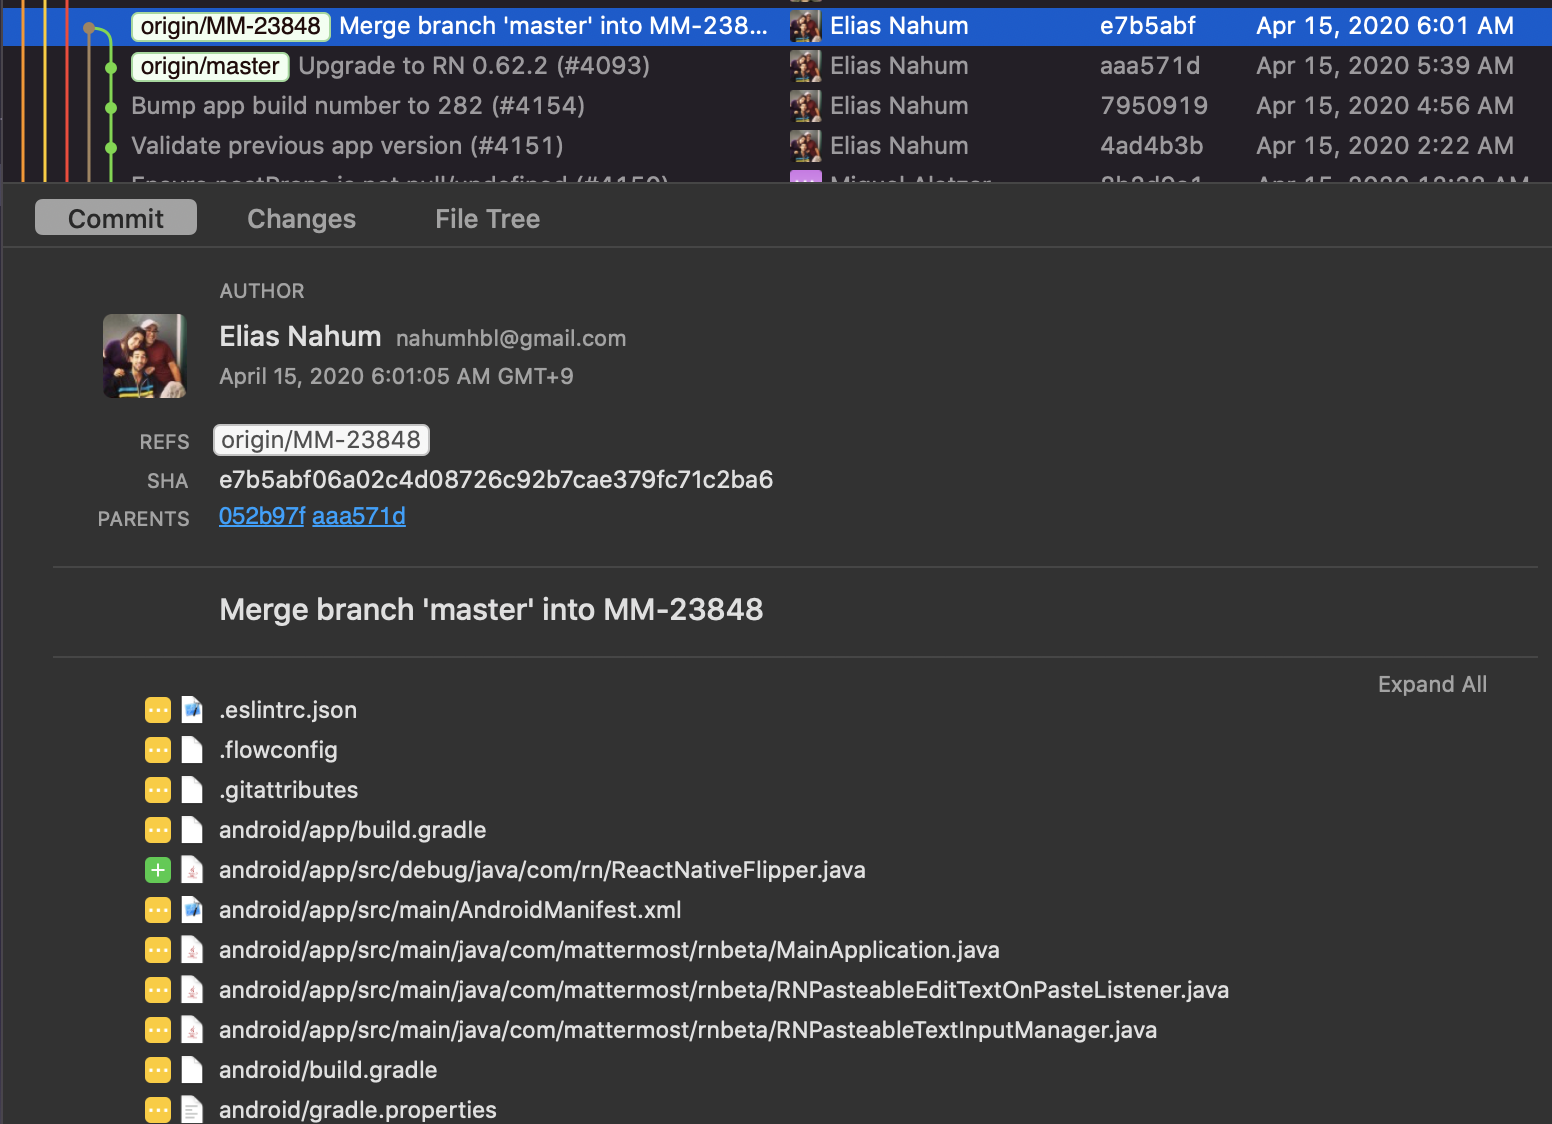 origin/MM-23848 Merge branch 'master' into MM-238... Elias Nahum e7b5abf Apr 15, 2020 6:01 AM
origin/master Upgrade to RN 0.62.2 (#4093) Elias Nahum aaa571d Apr 15, 2020 5:39 AM
Bump app build number to 282 (#4154) Elias Nahum 7950919 Apr 15, 2020 4:56 AM
Validate previous app version (#4151) Elias Nahum 4ad4b3b Apr 15, 2020 2:22 AM
Commit Changes File Tree
AUTHOR
Elias Nahum nahumhbl@gmail.com
April 15, 2020 6:01:05 AM GMT+9
REFS origin/MM-23848
SHA e7b5abf06a02c4d08726c92b7cae379fc71c2ba6
PARENTS 052b97f aaa571d
Merge branch 'master' into MM-23848
Expand All
.eslintrc.json
.flowconfig
.gitattributes
android/app/build.gradle
android/app/src/debug/java/com/rn/ReactNativeFlipper.java
android/app/src/main/AndroidManifest.xml
android/app/src/main/java/com/mattermost/rnbeta/MainApplication.java
android/app/src/main/java/com/mattermost/rnbeta/RNPasteableEditTextOnPasteListener.java
android/app/src/main/java/com/mattermost/rnbeta/RNPasteableTextInputManager.java
android/build.gradle
android/gradle.properties